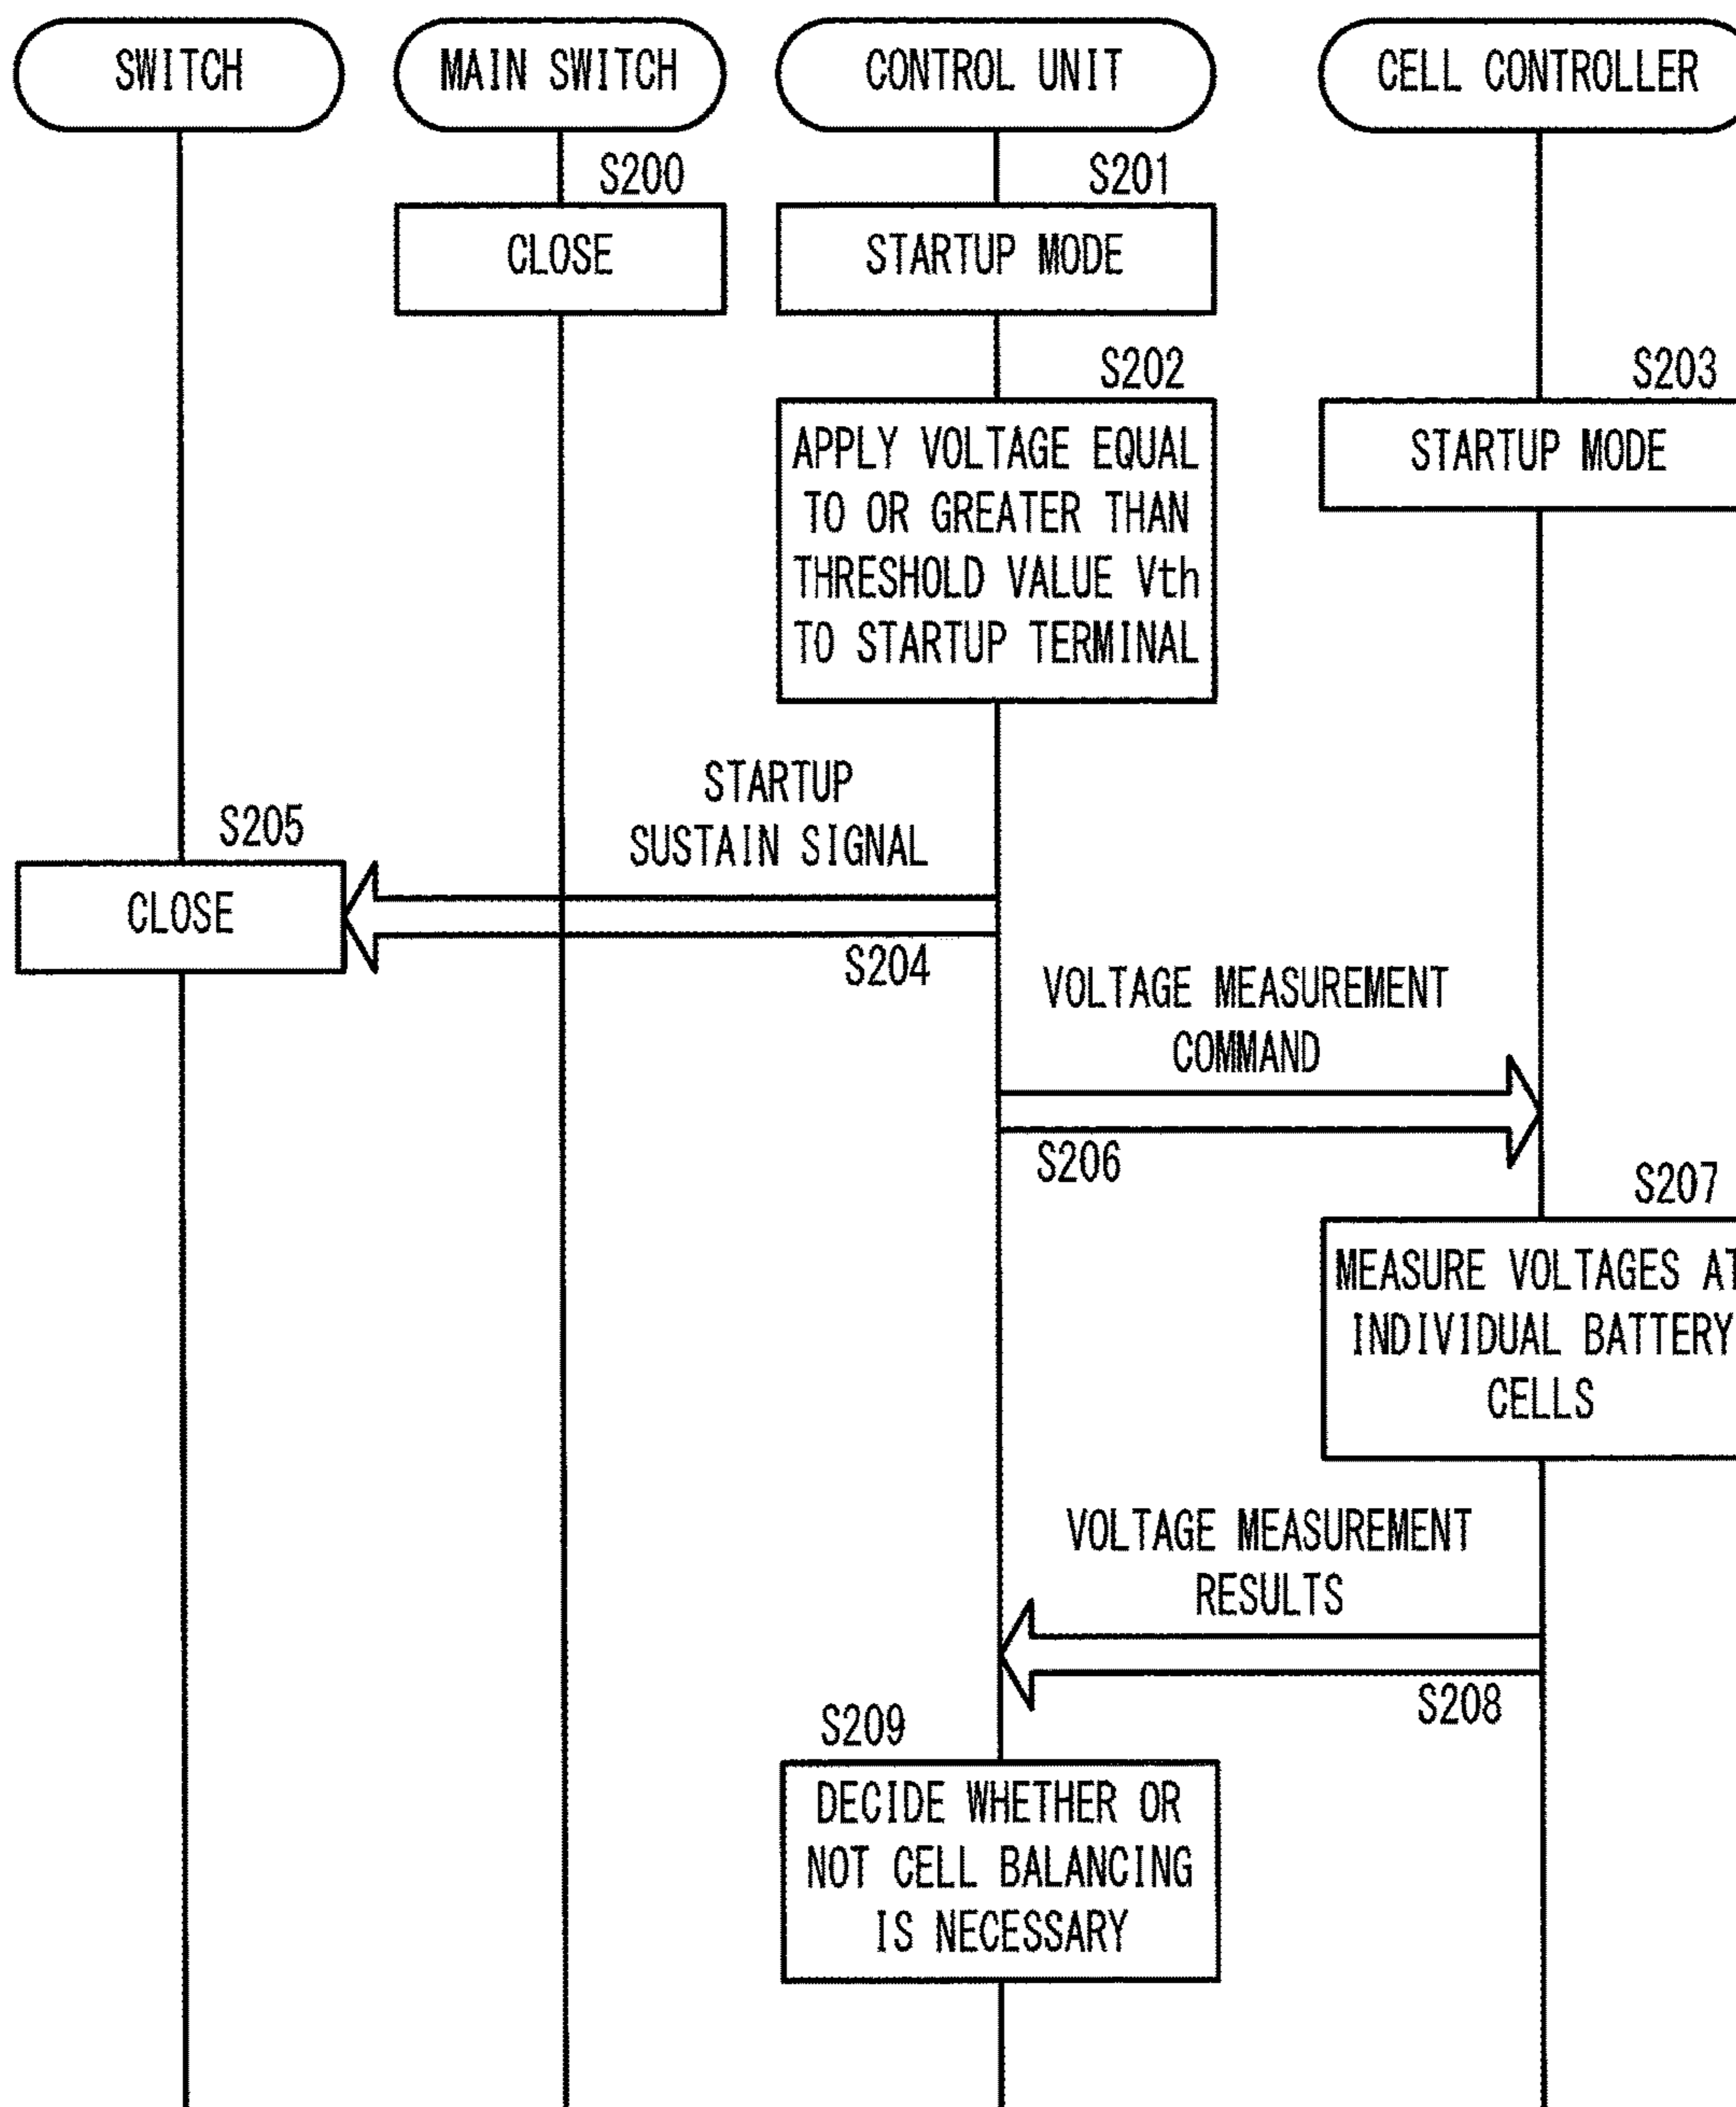 SWITCH
MAIN SWITCH
CONTROL UNIT
CELL CONTROLLER
S200
S201
CLOSE
STARTUP MODE
S202
S203
APPLY VOLTAGE EQUAL
TO OR GREATER THAN
THRESHOLD VALUE Vth
TO STARTUP TERMINAL
STARTUP MODE
STARTUP
SUSTAIN SIGNAL
S205
CLOSE
S204
VOLTAGE MEASUREMENT
COMMAND
S206
S207
MEASURE VOLTAGES AT
INDIVIDUAL BATTERY
CELLS
VOLTAGE MEASUREMENT
RESULTS
S208
S209
DECIDE WHETHER OR
NOT CELL BALANCING
IS NECESSARY